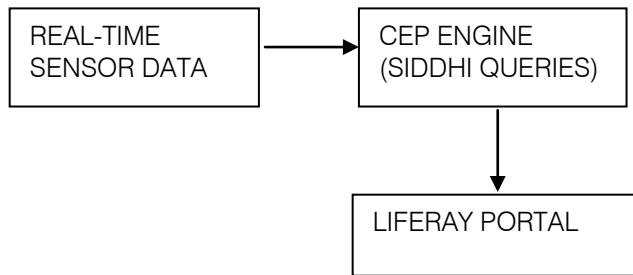 REAL-TIME
SENSOR DATA
CEP ENGINE
(SIDDHI QUERIES)
LIFERAY PORTAL